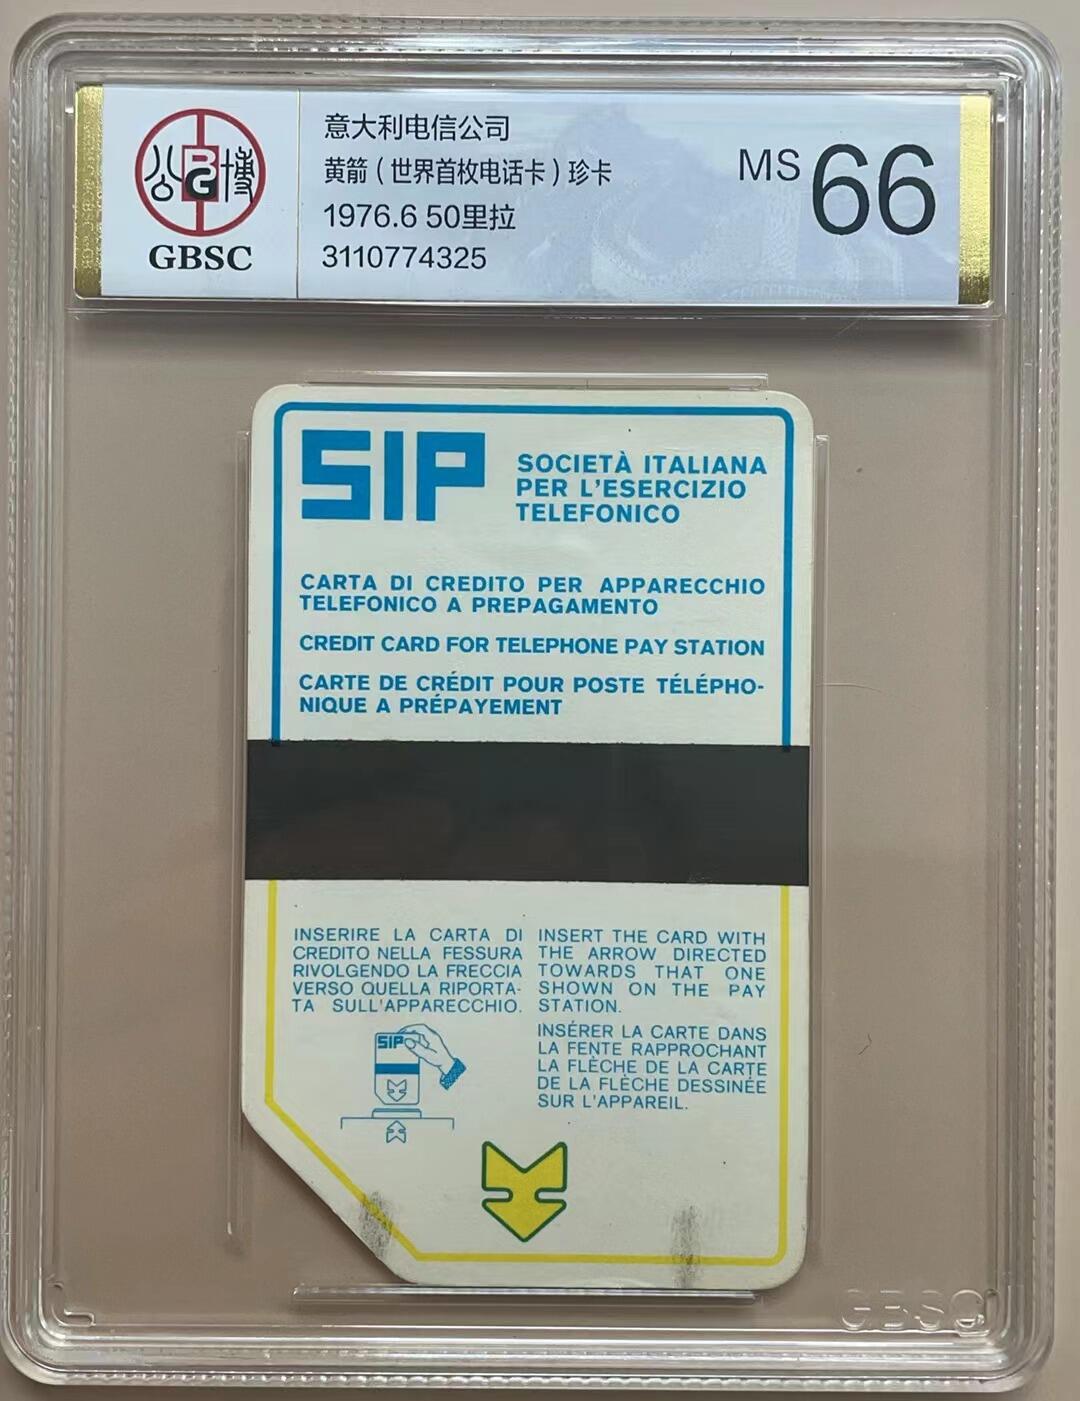 意大利电信公司
黄箭（世界首枚电话卡）珍卡
1976.6 50里拉
3110774325
MS 66
公 BG 博
GBSC
SIP
SOCIETÀ ITALIANA
PER L'ESERCIZIO
TELEFONICO
CARTA DI CREDITO PER APPARECCHIO
TELEFONICO A PREPAGAMENTO
CREDIT CARD FOR TELEPHONE PAY STATION
CARTE DE CRÉDIT POUR POSTE TÉLÉPHO-
NIQUE A PRÉPAYEMENT
INSERIRE LA CARTA DI
CREDITO NELLA FESSURA
RIVOLGENDO LA FRECCIA
VERSO QUELLA RIPORTA-
TA SULL'APPARECCHIO.
INSERT THE CARD WITH
THE ARROW DIRECTED
TOWARDS THAT ONE
SHOWN ON THE PAY
STATION.
INSÉRER LA CARTE DANS
LA FENTE RAPPROCHANT
LA FLÈCHE DE LA CARTE
DE LA FLÈCHE DESSINÉE
SUR L'APPAREIL.
SIP
GBSC